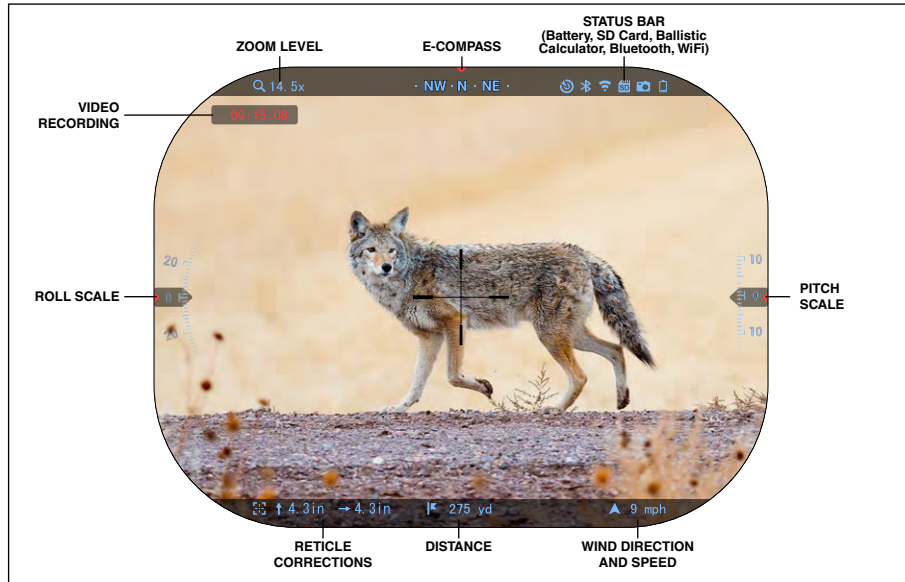 STATUS BAR
(Battery, SD Card, Ballistic
Calculator, Bluetooth, WiFi)
ZOOM LEVEL
E-COMPASS
14.5x
· NW · N · NE ·
SD
VIDEO
RECORDING
09:15:08
20
10
ROLL SCALE
0
0
PITCH
SCALE
20
10
4.3in
4.3in
275 yd
9 mph
RETICLE
CORRECTIONS
DISTANCE
WIND DIRECTION
AND SPEED